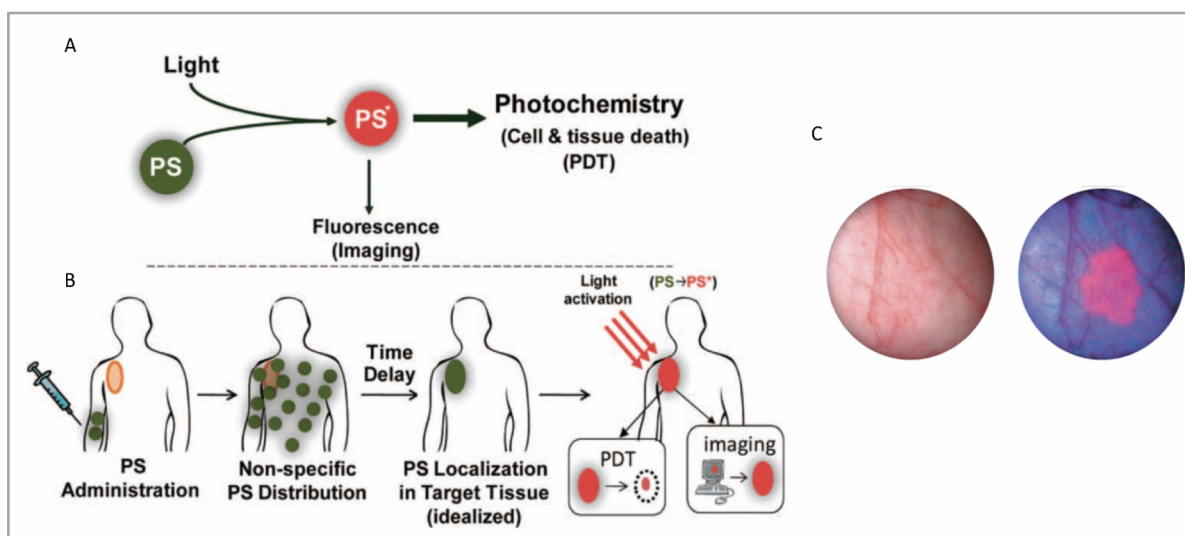 A
Light
PS
PS*
Photochemistry
(Cell & tissue death)
(PDT)
Fluorescence
(Imaging)
B
PS
Administration
Non-specific
PS Distribution
Time
Delay
PS Localization
in Target Tissue
(idealized)
Light
activation
(PS→PS*)
PDT
imaging
C